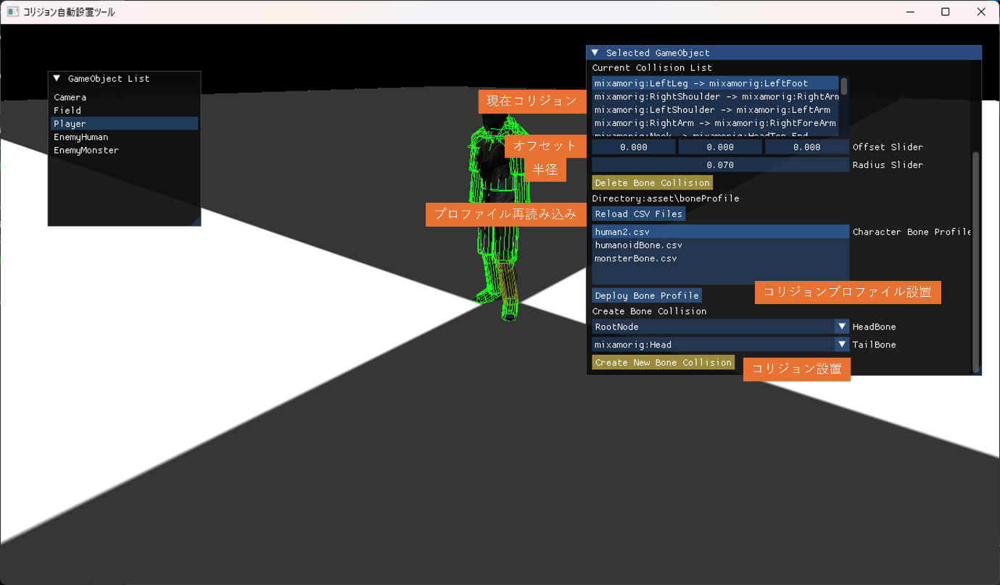 コリジョン自動設置ツール
GameObject List
Camera
Field
Player
EnemyHuman
EnemyMonster
Selected GameObject
Current Collision List
現在コリジョン
mixamorig:LeftLeg -> mixamorig:LeftFoot
mixamorig:RightShoulder -> mixamorig:RightArm
mixamorig:LeftShoulder -> mixamorig:LeftArm
mixamorig:RightArm -> mixamorig:RightForeArm
mixamorig:Neck -> mixamorig:HeadTop_End
オフセット
0.000 0.000 0.000 Offset Slider
半径
0.070 Radius Slider
Delete Bone Collision
Directory:asset\boneProfile
プロファイル再読み込み
Reload CSV Files
human2.csv Character Bone Profile
humanoidBone.csv
monsterBone.csv
コリジョンプロファイル設置
Deploy Bone Profile
Create Bone Collision
RootNode HeadBone
mixamorig:Head TailBone
Create New Bone Collision
コリジョン設置